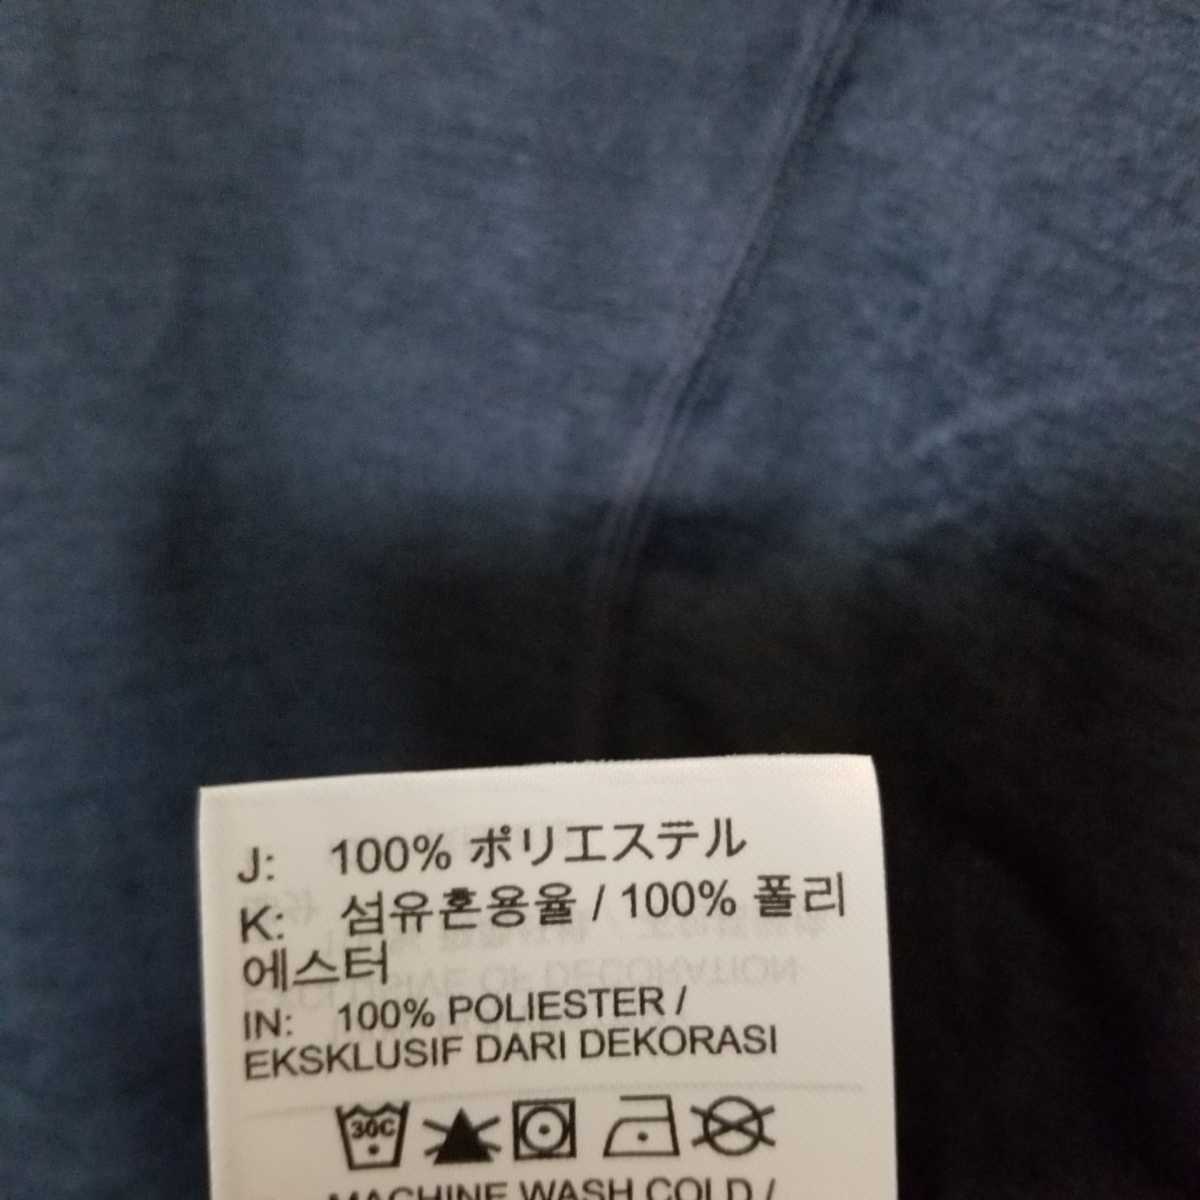 J: 100% ポリエステル
K: 섬유혼용율 / 100% 폴리
에스터
IN: 100% POLIESTER /
EKSKLUSIF DARI DEKORASI
30C
MACHINE WASH COLD /